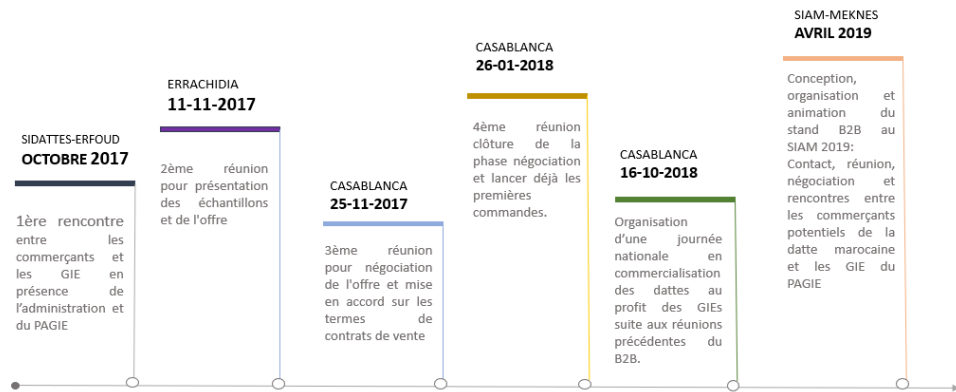 SIDATTES-ERFOUD
OCTOBRE 2017
1ère rencontre
entre les
commerçants et
les GIE en
présence de
l’administration et
du PAGIE
ERRACHIDIA
11-11-2017
2ème réunion
pour présentation
des échantillons
et de l'offre
CASABLANCA
25-11-2017
3ème réunion
pour négociation
de l'offre et mise
en accord sur les
termes de
contrats de vente
CASABLANCA
26-01-2018
4ème réunion
clôture de la
phase négociation
et lancer déjà les
premières
commandes.
CASABLANCA
16-10-2018
Organisation
d’une journée
nationale en
commercialisation
des dattes au
profit des GIEs
suite aux réunions
précédentes du
B2B.
SIAM-MEKNES
AVRIL 2019
Conception,
organisation et
animation du
stand B2B au
SIAM 2019:
Contact, réunion,
négociation et
rencontres entre
les commerçants
potentiels de la
datte marocaine
et les GIE du
PAGIE